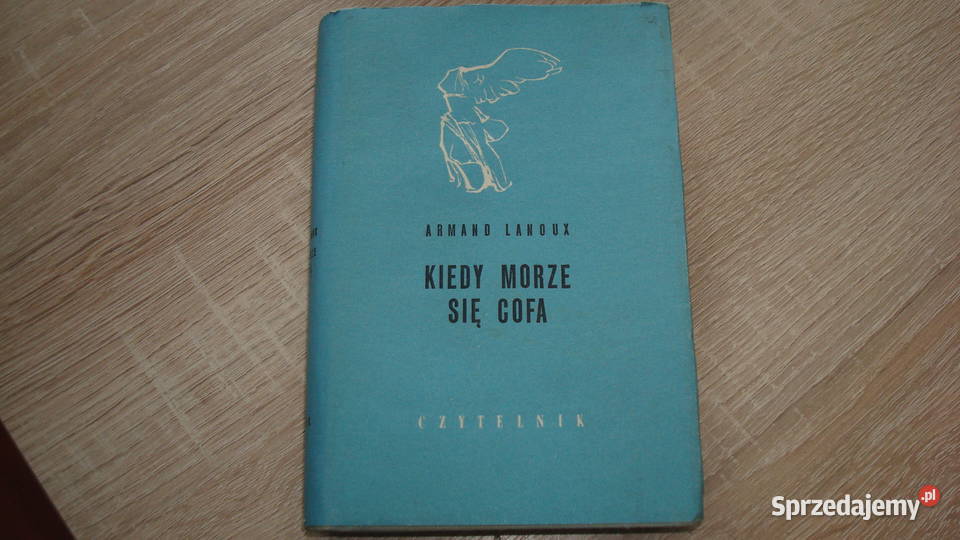 ARMAND LANOUX
KIEDY MORZE
SIĘ COFA
CZYTELNIK
Sprzedajemy.pl